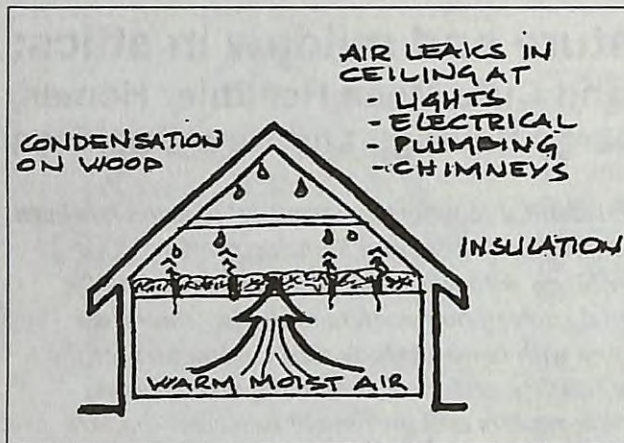 AIR LEAKS IN
CEILING AT
- LIGHTS
- ELECTRICAL
- PLUMBING
- CHIMNEYS
CONDENSATION
ON WOOD
INSULATION
WARM MOIST AIR